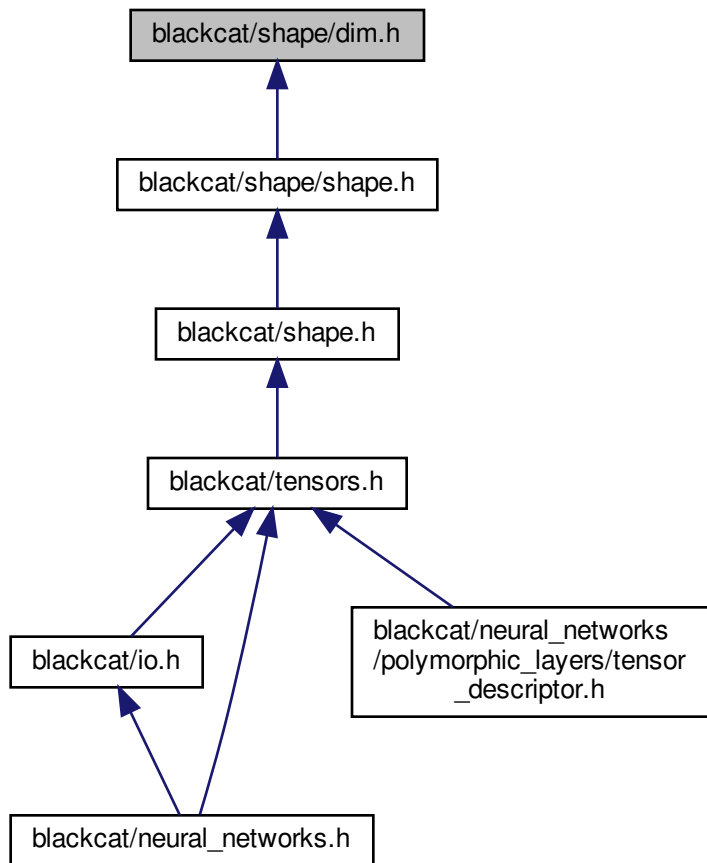 blackcat/shape/dim.h
blackcat/shape/shape.h
blackcat/shape.h
blackcat/tensors.h
blackcat/io.h
blackcat/neural_networks
/polymorphic_layers/tensor
_descriptor.h
blackcat/neural_networks.h